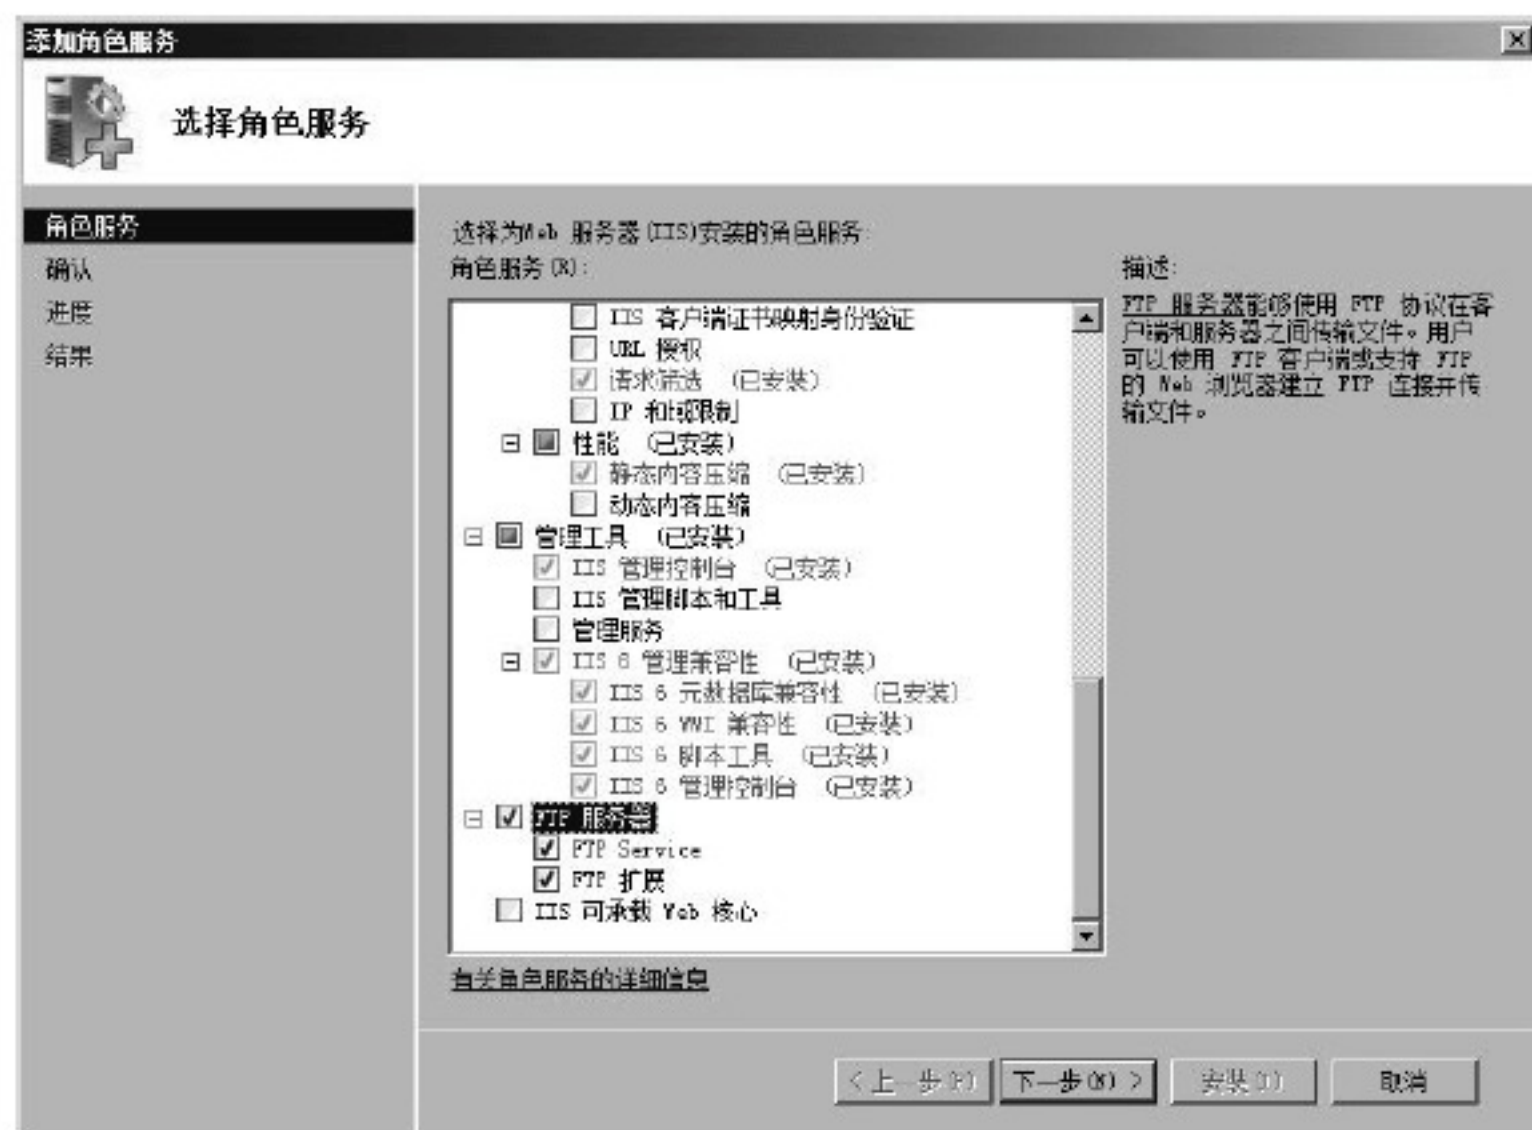 添加角色服务
选择角色服务
角色服务
确认
进度
结果
选择为Web 服务器(IIS)安装的角色服务:
角色服务(R):
IIS 客户端证书映射身份验证
URL 授权
请求筛选 (已安装)
IP 和域限制
性能 (已安装)
静态内容压缩 (已安装)
动态内容压缩
管理工具 (已安装)
IIS 管理控制台 (已安装)
IIS 管理脚本和工具
管理服务
IIS 6 管理兼容性 (已安装)
IIS 6 元数据库兼容性 (已安装)
IIS 6 WMI 兼容性 (已安装)
IIS 6 脚本工具 (已安装)
IIS 6 管理控制台 (已安装)
FTP 服务器
FTP Service
FTP 扩展
IIS 可承载 Web 核心
有关角色服务的详细信息
描述:
FTP 服务器能够使用 FTP 协议在客
户端和服务器之间传输文件。用户
可以使用 FTP 客户端或支持 FTP
的 Web 浏览器建立 FTP 连接并传
输文件。
< 上一步(P)
下一步(N) >
安装(I)
取消